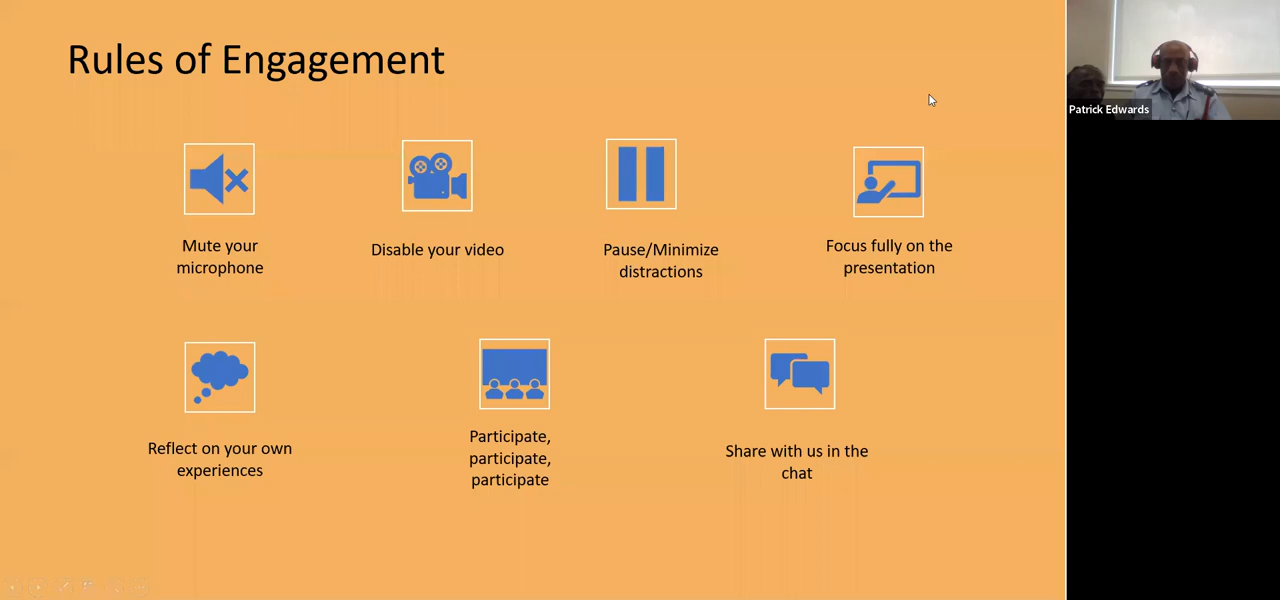 Rules of Engagement
Patrick Edwards
Mute your
microphone
Disable your video
Pause/Minimize
distractions
Focus fully on the
presentation
Reflect on your own
experiences
Participate,
participate,
participate
Share with us in the
chat